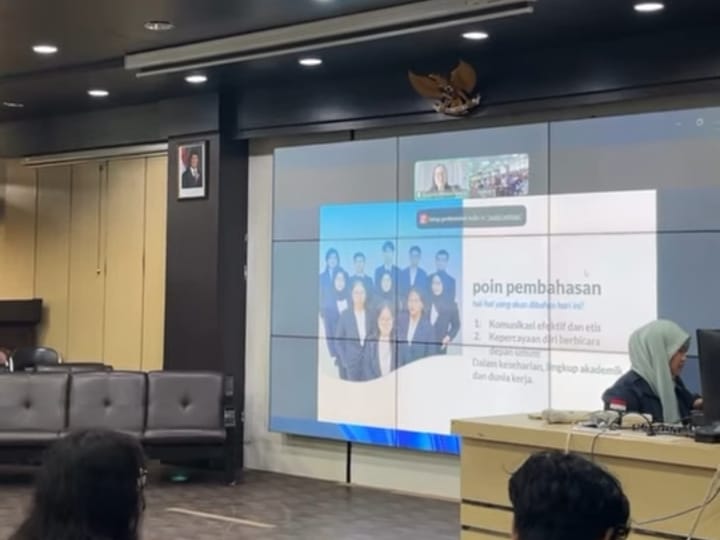 poin pembahasan
hal-hal yang akan dibahas hari ini!
1. Komunikasi efektif dan etis
2. Kepercayaan diri berbicara
depan umum
Dalam keseharian, lingkup akademik
dan dunia kerja.